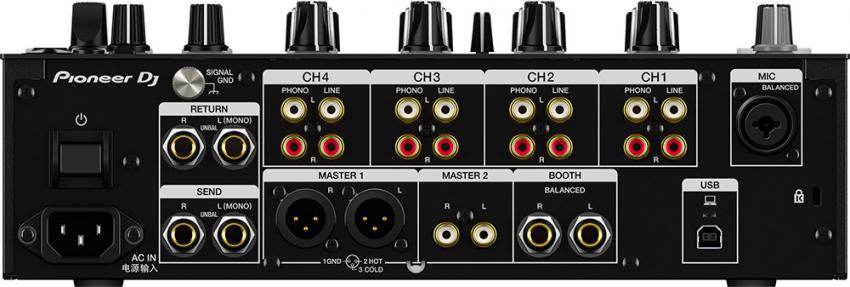 Pioneer Dj
SIGNAL
GND
RETURN
R UNBAL L (MONO)
SEND
R UNBAL L (MONO)
AC IN
电源输入
CH4
PHONO L LINE
R
CH3
PHONO L LINE
R
CH2
PHONO L LINE
R
CH1
PHONO L LINE
R
MIC
BALANCED
MASTER 1
R L
1GND 2 HOT
3 COLD
MASTER 2
R L
BOOTH
BALANCED
R L
USB
K